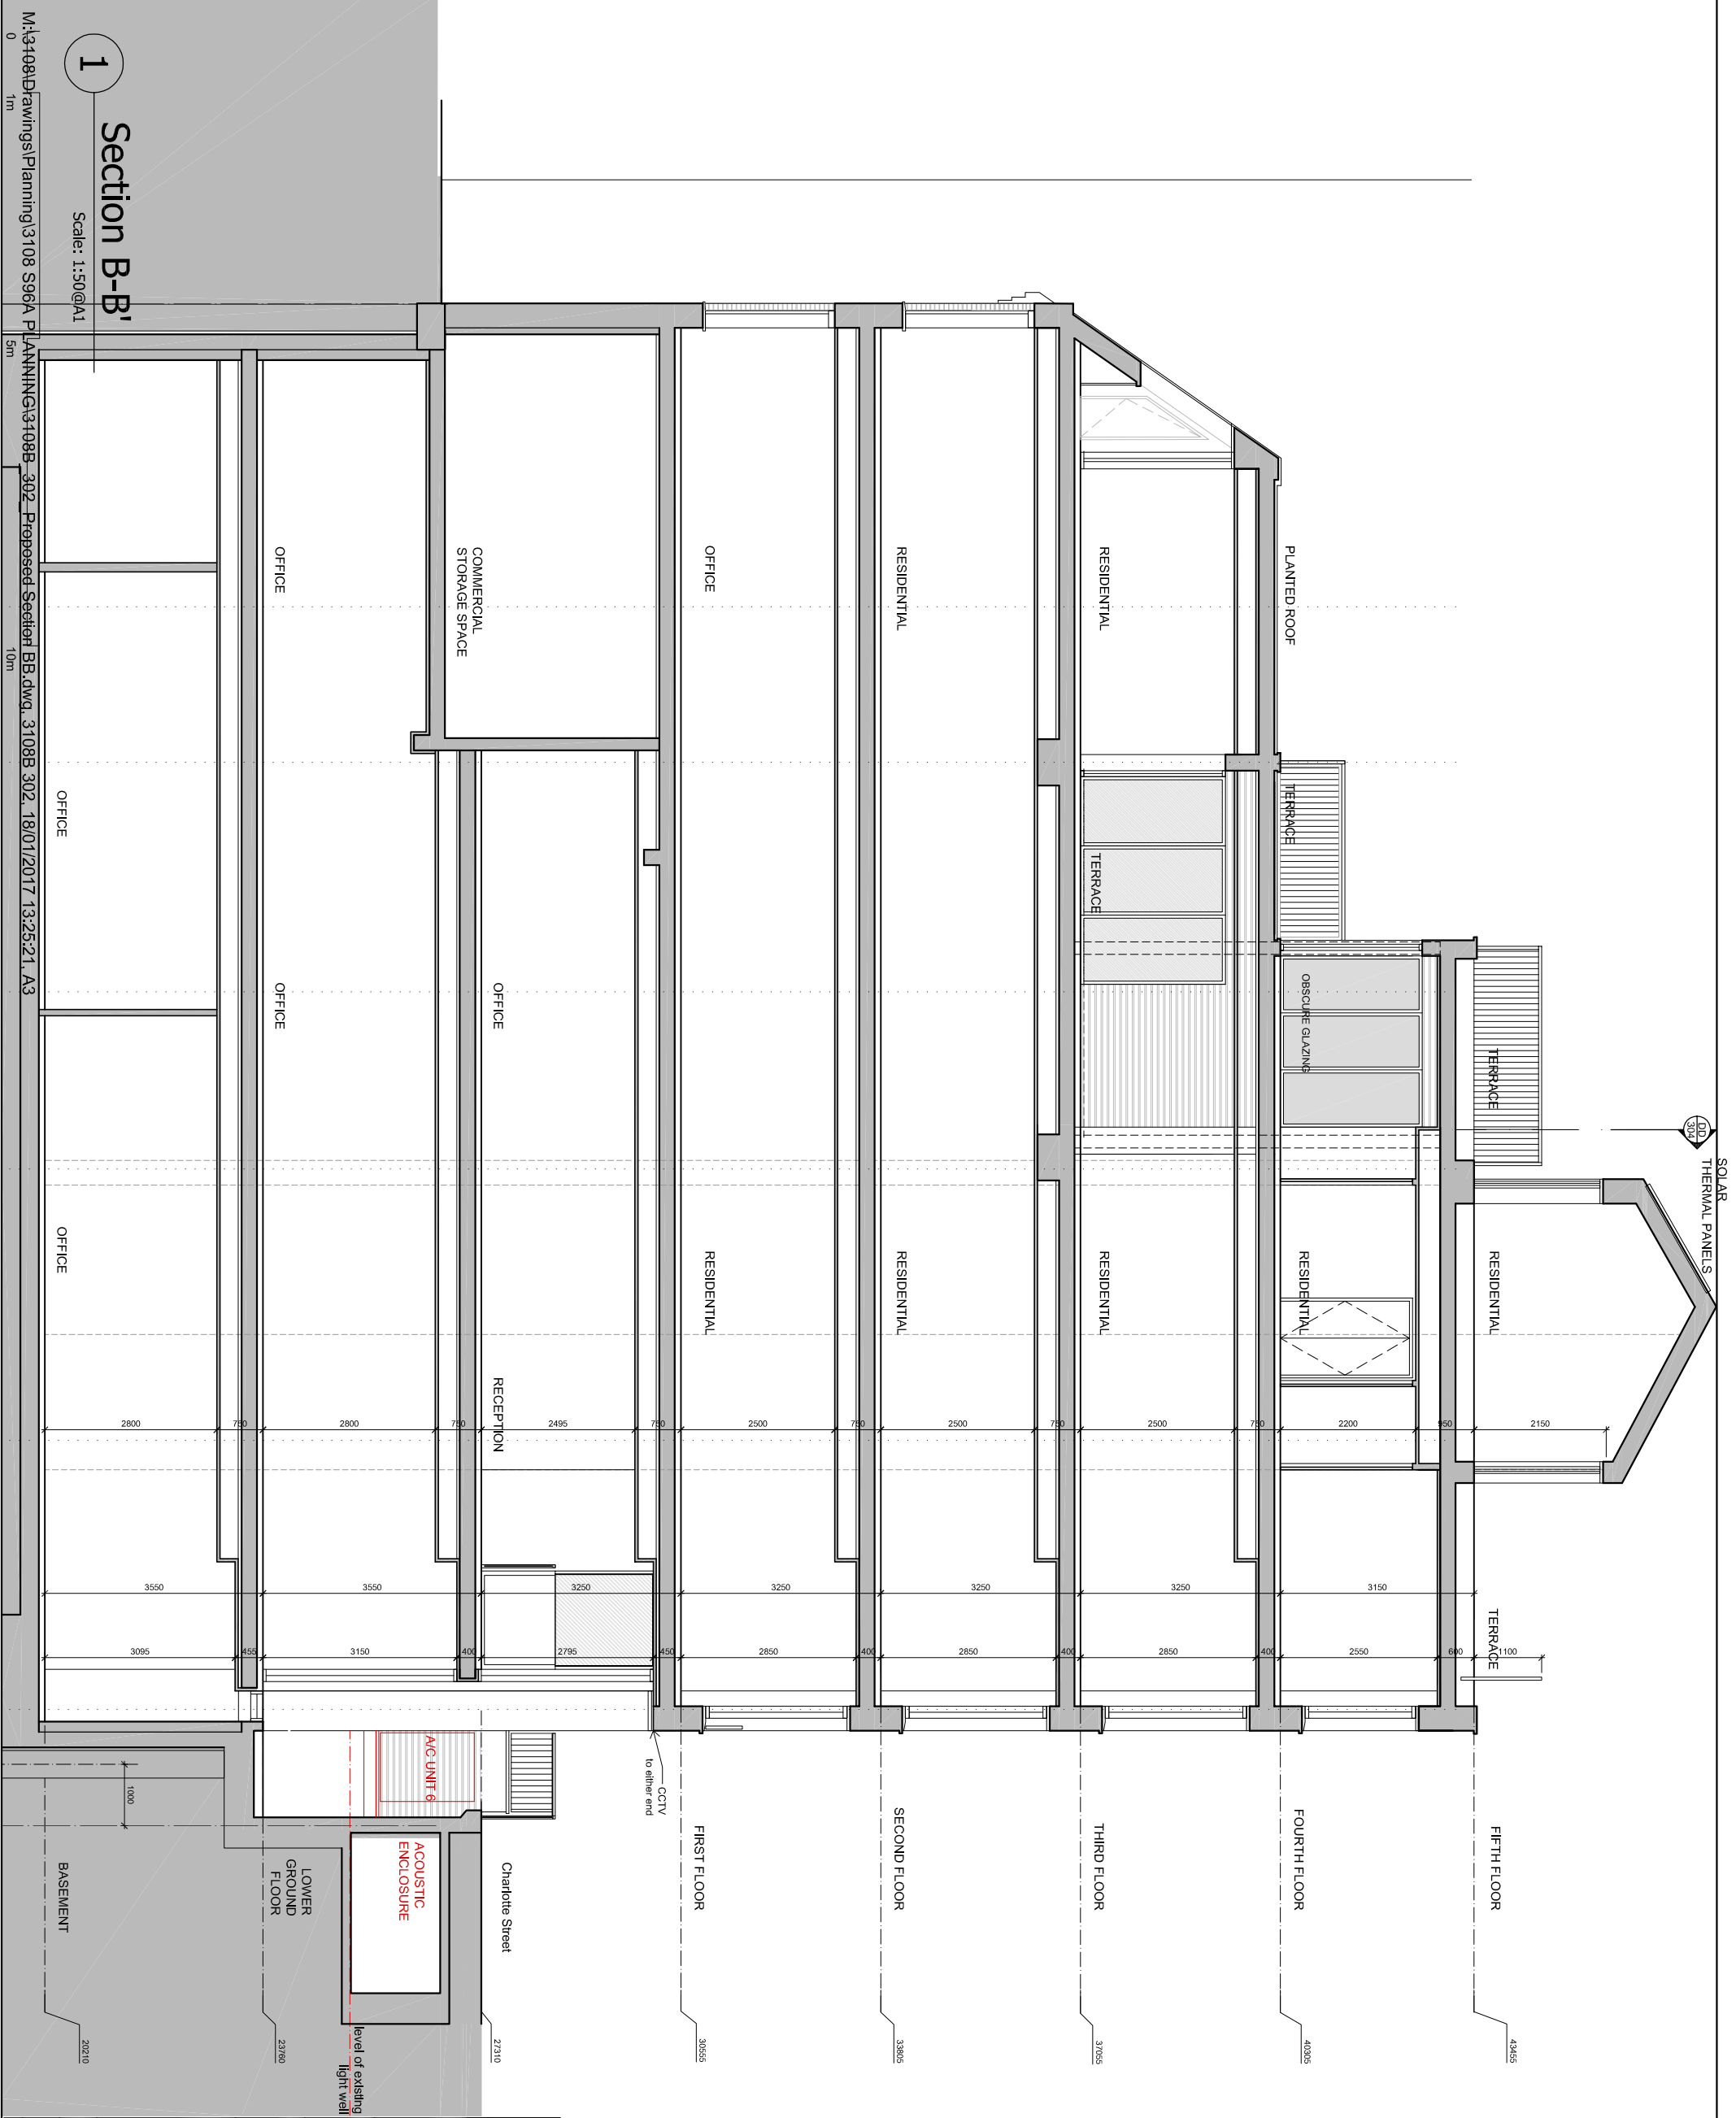 SOLAR
THERMAL PANELS
DD
304
TERRACE
RESIDENTIAL
TERRACE
FIFTH FLOOR
43455
2150
1100
PLANTED ROOF
TERRACE
OBSCURE GLAZING
RESIDENTIAL
FOURTH FLOOR
40305
950
2200
3150
600
2550
RESIDENTIAL
TERRACE
RESIDENTIAL
THIRD FLOOR
37055
750
2500
3250
400
2850
RESIDENTIAL
RESIDENTIAL
SECOND FLOOR
33805
750
2500
3250
400
2850
OFFICE
RESIDENTIAL
FIRST FLOOR
30555
750
2500
3250
400
2850
CCTV
to either end
COMMERCIAL
STORAGE SPACE
OFFICE
RECEPTION
Charlotte Street
27310
750
2495
3250
450
2795
OFFICE
OFFICE
A/C UNIT 6
ACOUSTIC
ENCLOSURE
level of existing
light well
LOWER
GROUND
FLOOR
23760
750
2800
3550
400
3150
OFFICE
OFFICE
BASEMENT
20210
750
2800
3550
455
3095
1000
1
Section B-B'
Scale: 1:50@A1
M:\3108\Drawings\Planning\3108 S96A PLANNING\3108B_302_Proposed Section BB.dwg, 3108B 302, 18/01/2017 13:25:21, A3
0
1m
5m
10m